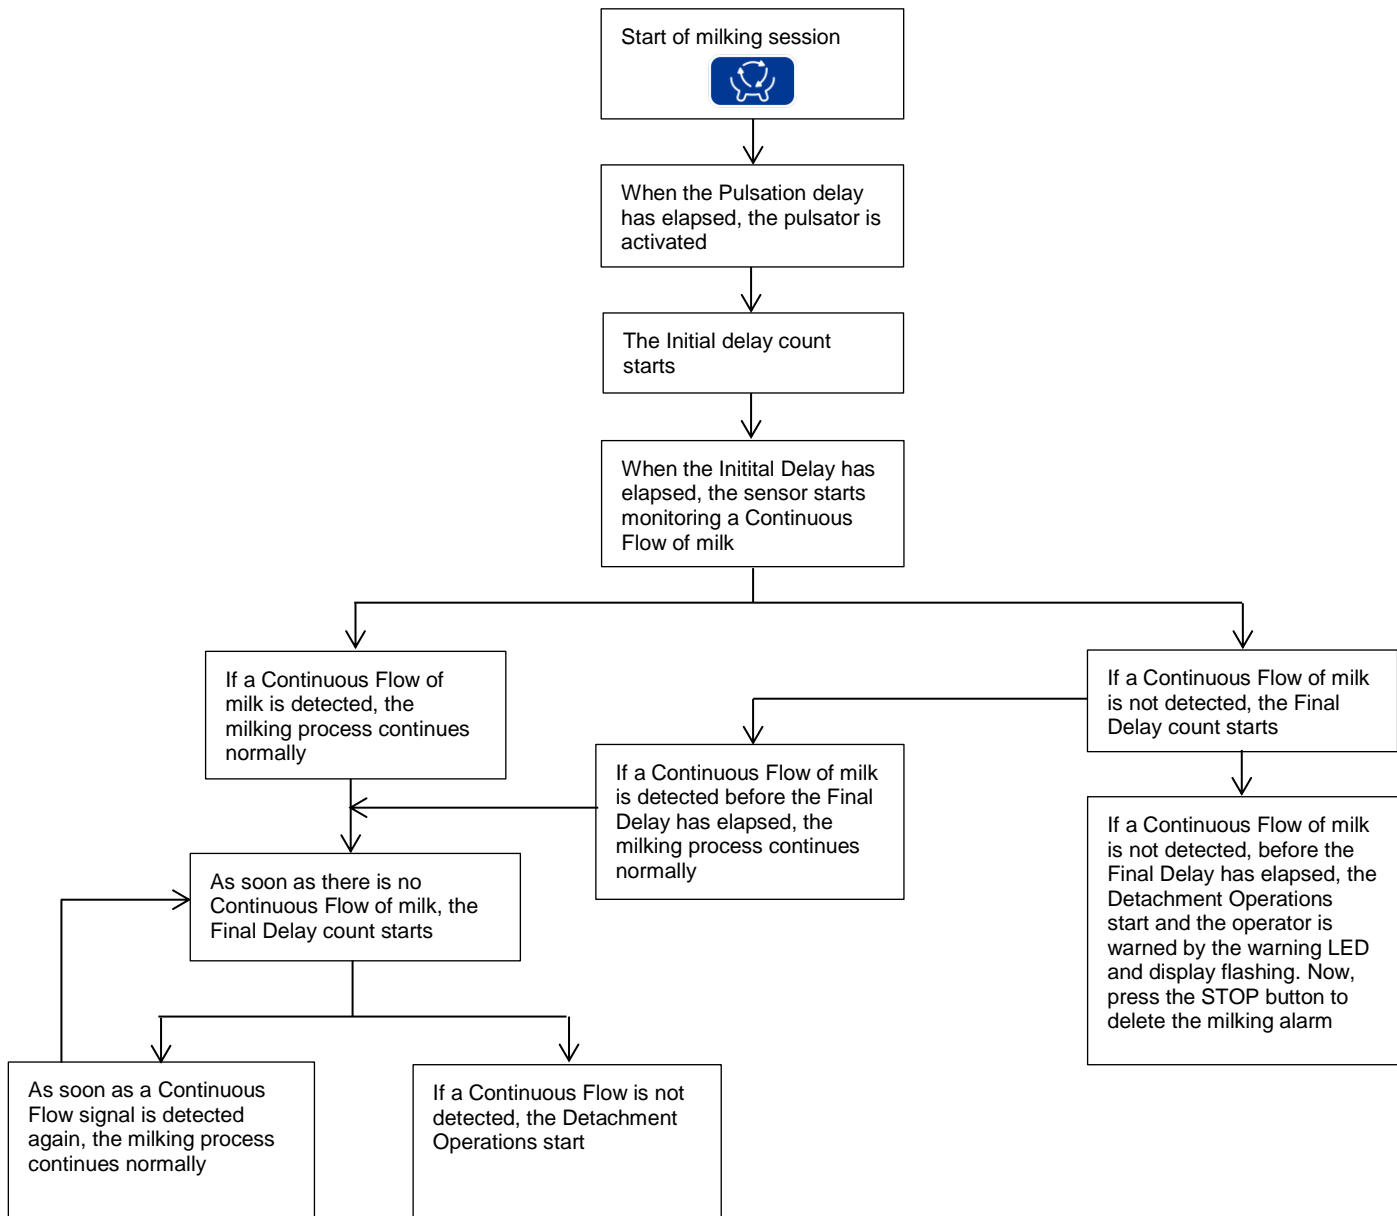 Start of milking session
When the Pulsation delay
has elapsed, the pulsator is
activated
The Initial delay count
starts
When the Initital Delay has
elapsed, the sensor starts
monitoring a Continuous
Flow of milk
If a Continuous Flow of
milk is detected, the
milking process continues
normally
If a Continuous Flow of milk
is not detected, the Final
Delay count starts
If a Continuous Flow of milk
is detected before the Final
Delay has elapsed, the
milking process continues
normally
If a Continuous Flow of milk
is not detected, before the
Final Delay has elapsed, the
Detachment Operations
start and the operator is
warned by the warning LED
and display flashing. Now,
press the STOP button to
delete the milking alarm
As soon as there is no
Continuous Flow of milk, the
Final Delay count starts
As soon as a Continuous
Flow signal is detected
again, the milking process
continues normally
If a Continuous Flow is not
detected, the Detachment
Operations start